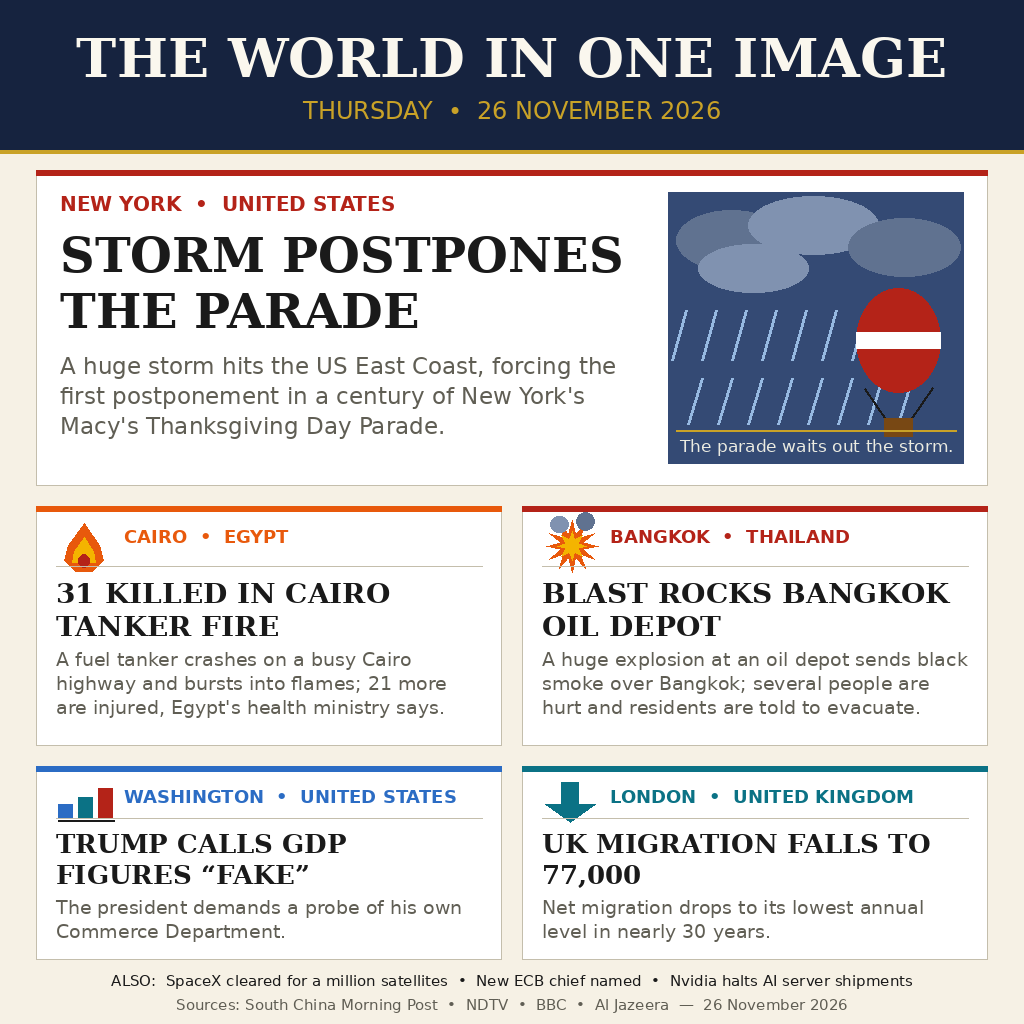 THE WORLD IN ONE IMAGE
THURSDAY • 26 NOVEMBER 2026
NEW YORK • UNITED STATES
STORM POSTPONES
THE PARADE
A huge storm hits the US East Coast, forcing the
first postponement in a century of New York's
Macy's Thanksgiving Day Parade.
The parade waits out the storm.
CAIRO • EGYPT
31 KILLED IN CAIRO
TANKER FIRE
A fuel tanker crashes on a busy Cairo
highway and bursts into flames; 21 more
are injured, Egypt's health ministry says.
BANGKOK • THAILAND
BLAST ROCKS BANGKOK
OIL DEPOT
A huge explosion at an oil depot sends black
smoke over Bangkok; several people are
hurt and residents are told to evacuate.
WASHINGTON • UNITED STATES
TRUMP CALLS GDP
FIGURES “FAKE”
The president demands a probe of his own
Commerce Department.
LONDON • UNITED KINGDOM
UK MIGRATION FALLS TO
77,000
Net migration drops to its lowest annual
level in nearly 30 years.
ALSO: SpaceX cleared for a million satellites • New ECB chief named • Nvidia halts AI server shipments
Sources: South China Morning Post • NDTV • BBC • Al Jazeera — 26 November 2026